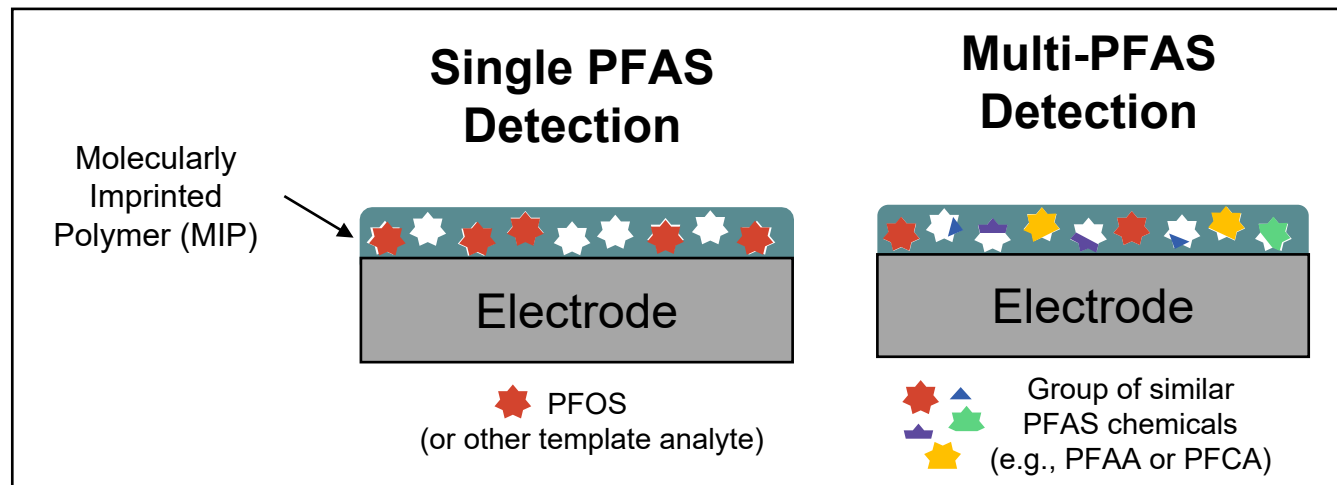 Single PFAS
Detection
Multi-PFAS
Detection
Molecularly
Imprinted
Polymer (MIP)
Electrode
Electrode
PFOS
(or other template analyte)
Group of similar
PFAS chemicals
(e.g., PFAA or PFCA)